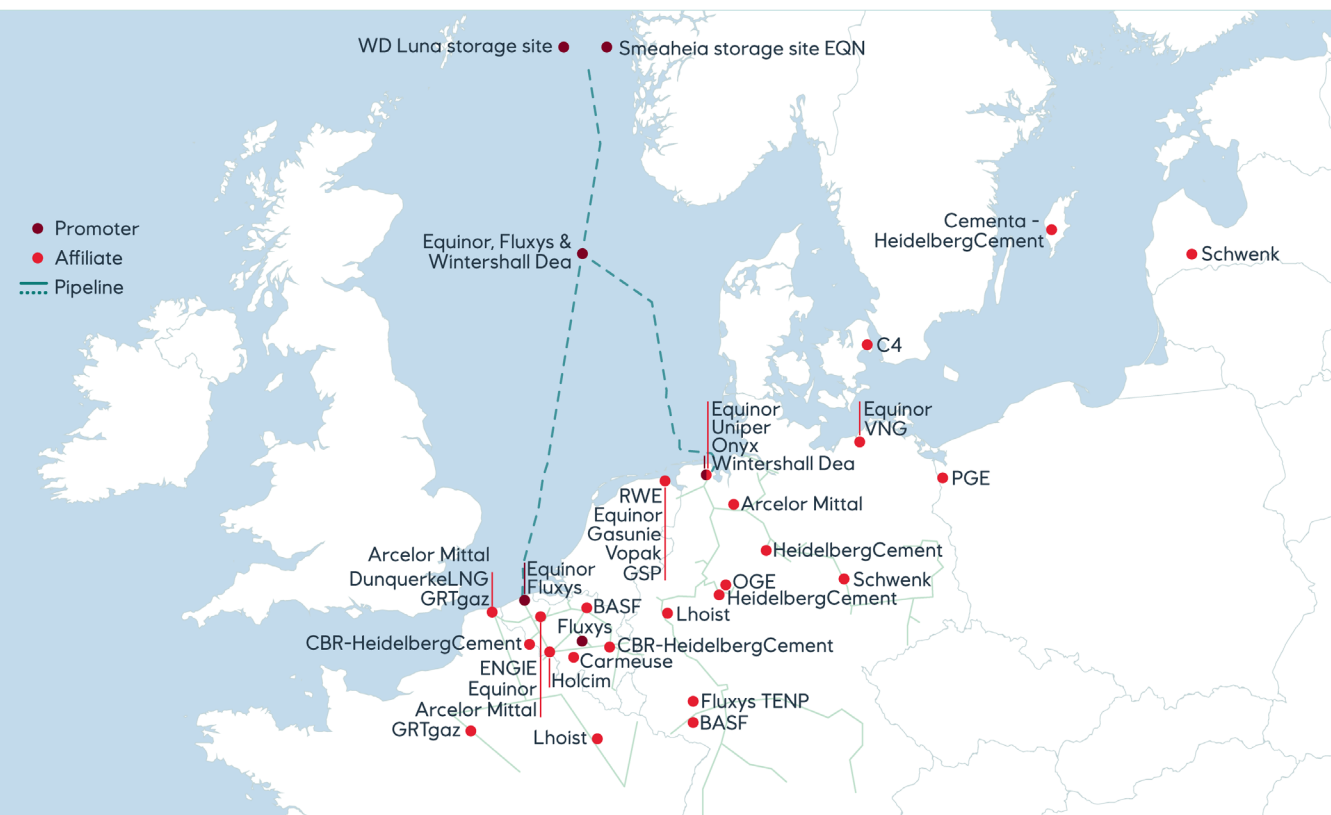 WD Luna storage site
Smeaheia storage site EQN
Promoter
Affiliate
Pipeline
Equinor, Fluxys &
Wintershall Dea
Cementa -
HeidelbergCement
Schwenk
C4
Equinor
Uniper
Onyx
Wintershall Dea
Equinor
VNG
PGE
RWE
Equinor
Gasunie
Vopak
GSP
Arcelor Mittal
HeidelbergCement
Schwenk
OGE
HeidelbergCement
Lhoist
Arcelor Mittal
DunquerkeLNG
GRTgaz
Equinor
Fluxys
BASF
Fluxys
CBR-HeidelbergCement
CBR-HeidelbergCement
Carmeuse
Holcim
ENGIE
Equinor
Arcelor Mittal
GRTgaz
Lhoist
Fluxys TENP
BASF